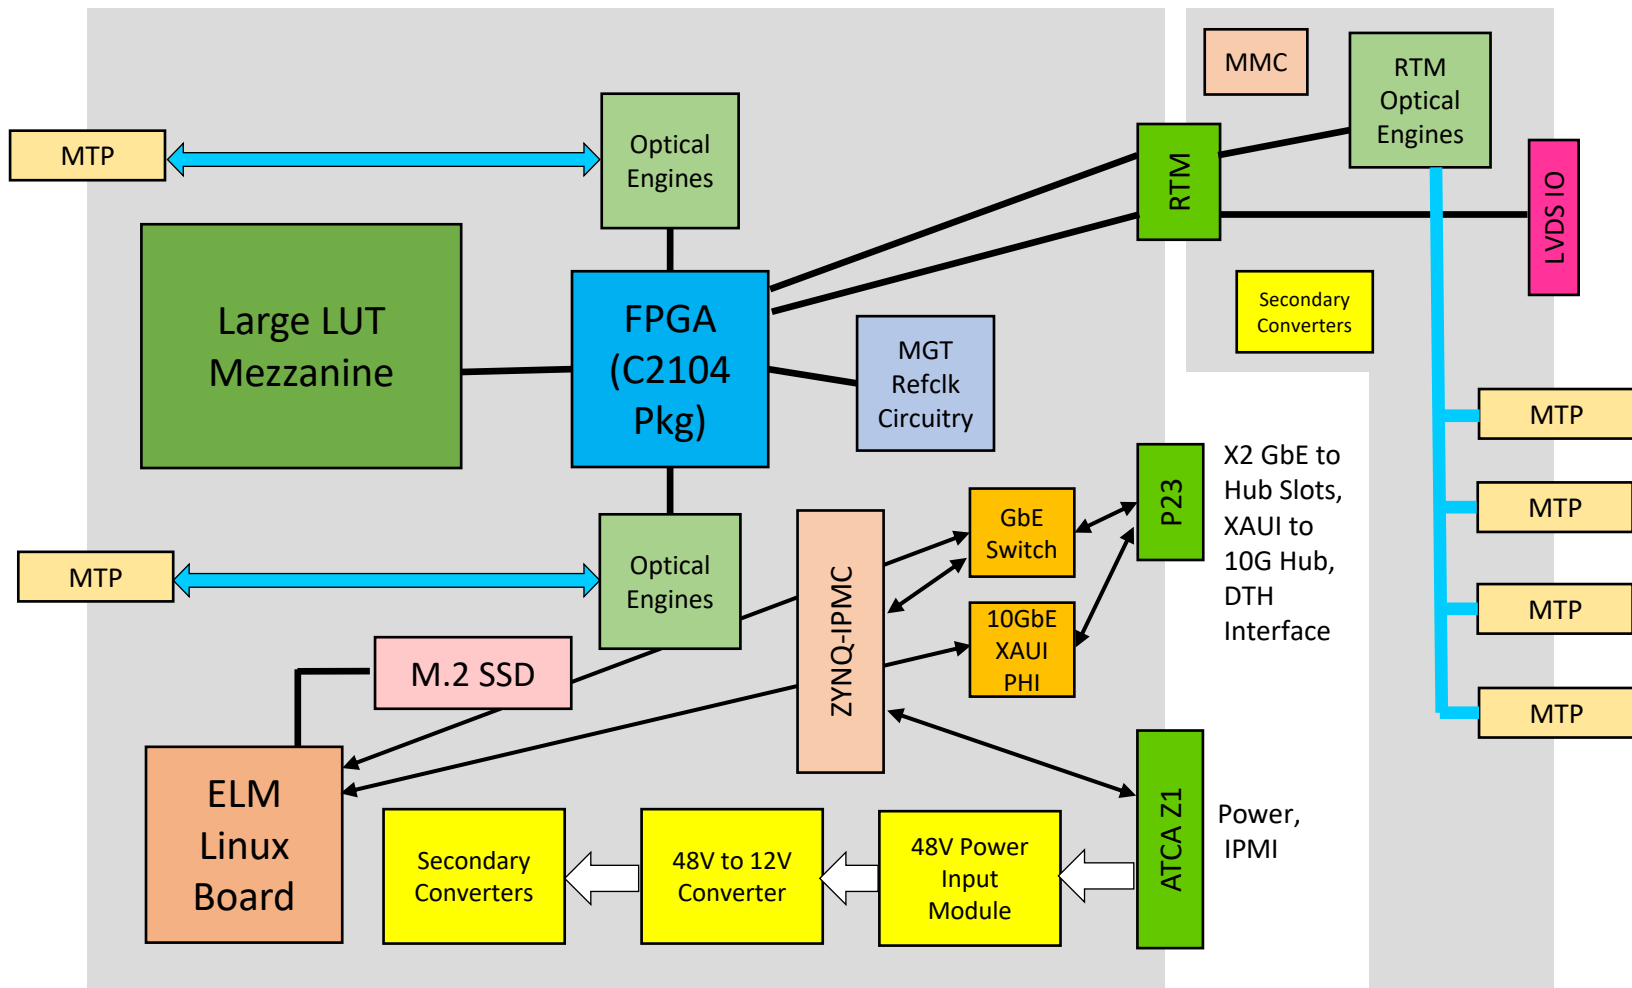 MMC
RTM
Optical
Engines
MTP
Optical
Engines
RTM
LVDS IO
Large LUT
Mezzanine
FPGA
(C2104
Pkg)
MGT
Refclk
Circuitry
Secondary
Converters
MTP
MTP
MTP
MTP
P23
X2 GbE to
Hub Slots,
XAUI to
10G Hub,
DTH
Interface
GbE
Switch
10GbE
XAUI
PHI
ZYNQ-IPMC
MTP
Optical
Engines
M.2 SSD
ELM
Linux
Board
Secondary
Converters
48V to 12V
Converter
48V Power
Input
Module
ATCA Z1
Power,
IPMI